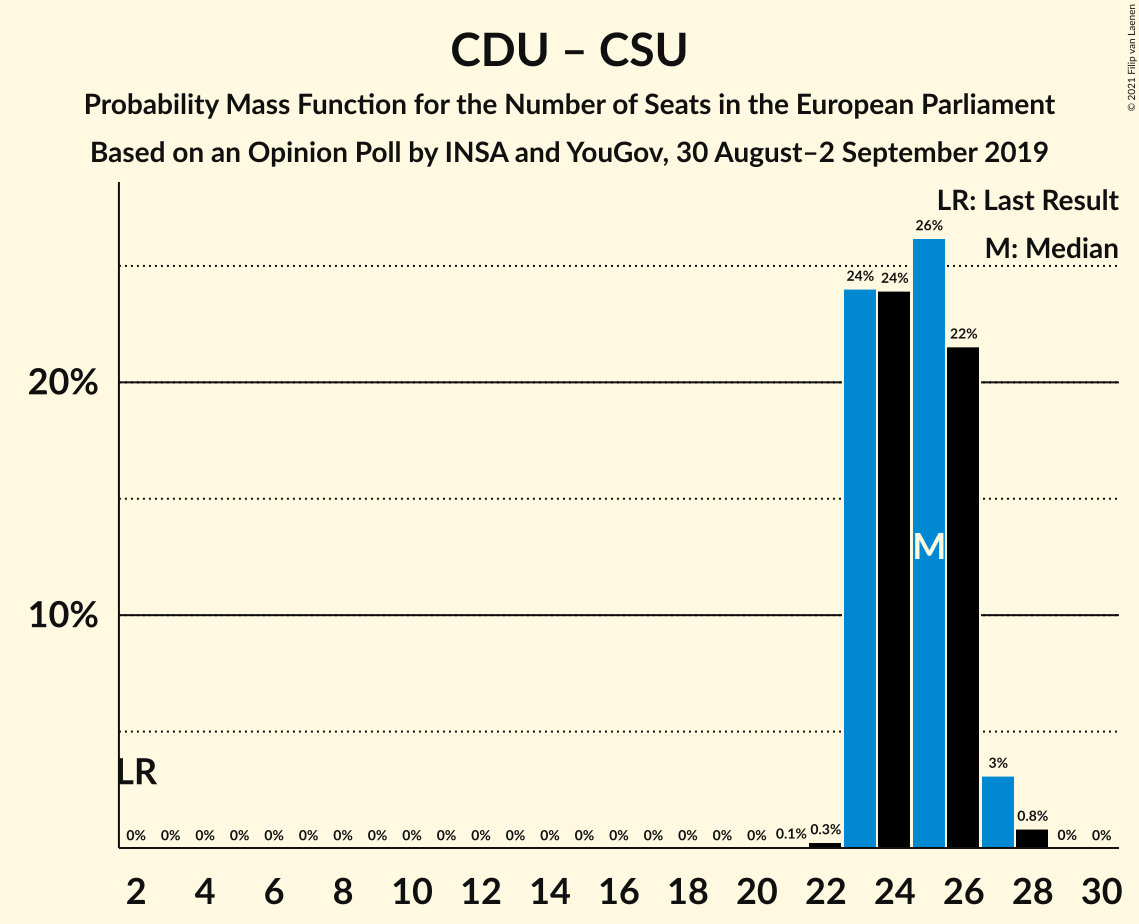 CDU – CSU
Probability Mass Function for the Number of Seats in the European Parliament
Based on an Opinion Poll by INSA and YouGov, 30 August–2 September 2019
© 2021 Filip van Laenen
LR: Last Result
M: Median
26%
24% 24%
22%
20%
M
10%
LR
3%
0% 0% 0% 0% 0% 0% 0% 0% 0% 0% 0% 0% 0% 0% 0% 0% 0% 0% 0% 0.1% 0.3% 0.8% 0% 0%
2 4 6 8 10 12 14 16 18 20 22 24 26 28 30